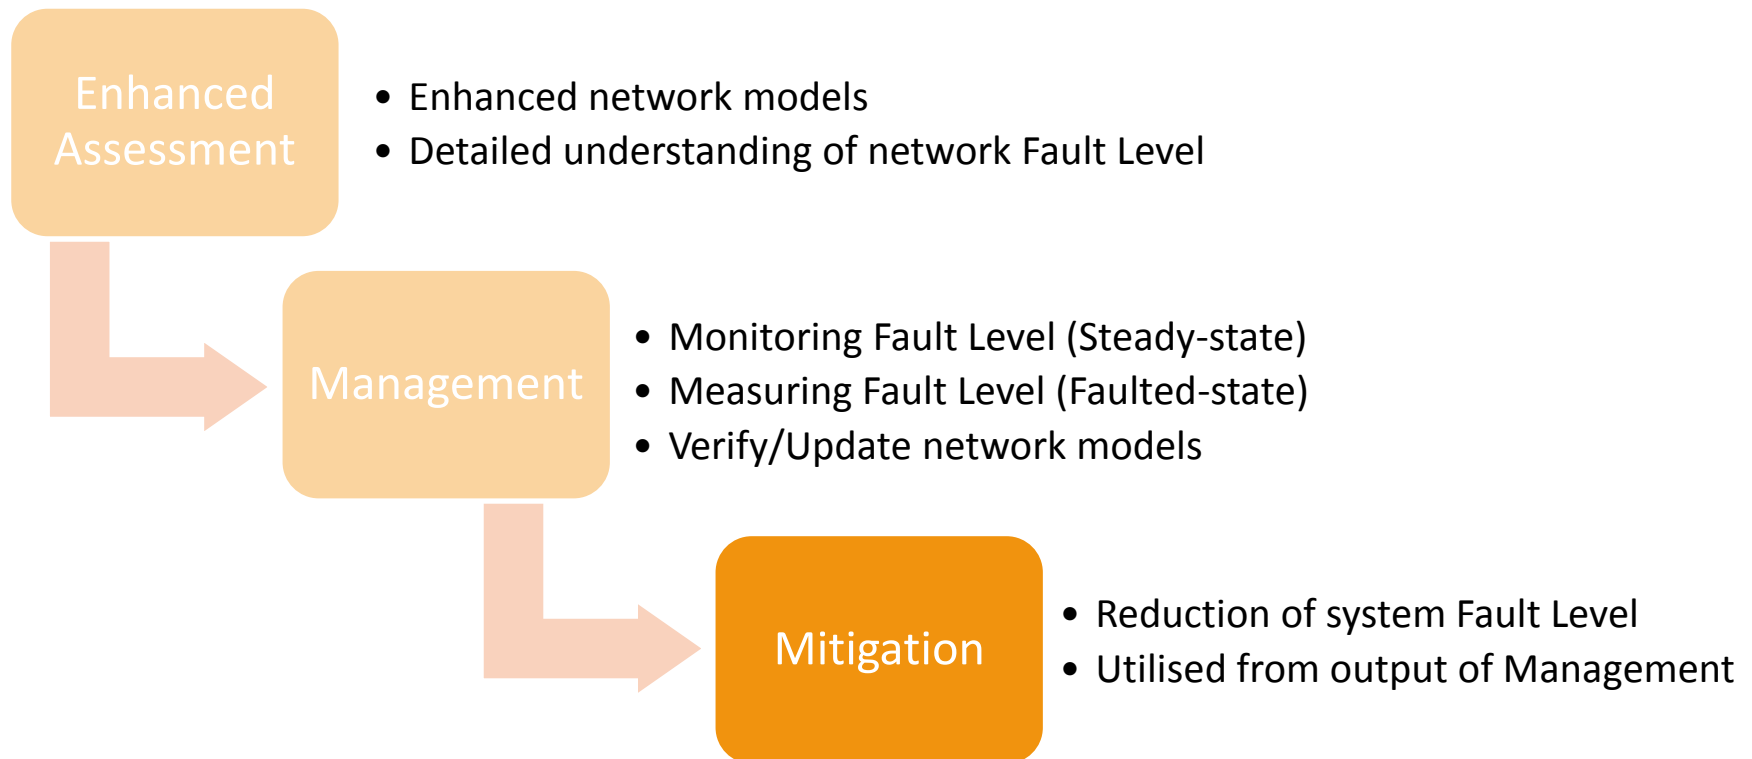 Enhanced
Assessment
• Enhanced network models
• Detailed understanding of network Fault Level
Management
• Monitoring Fault Level (Steady-state)
• Measuring Fault Level (Faulted-state)
• Verify/Update network models
Mitigation
• Reduction of system Fault Level
• Utilised from output of Management